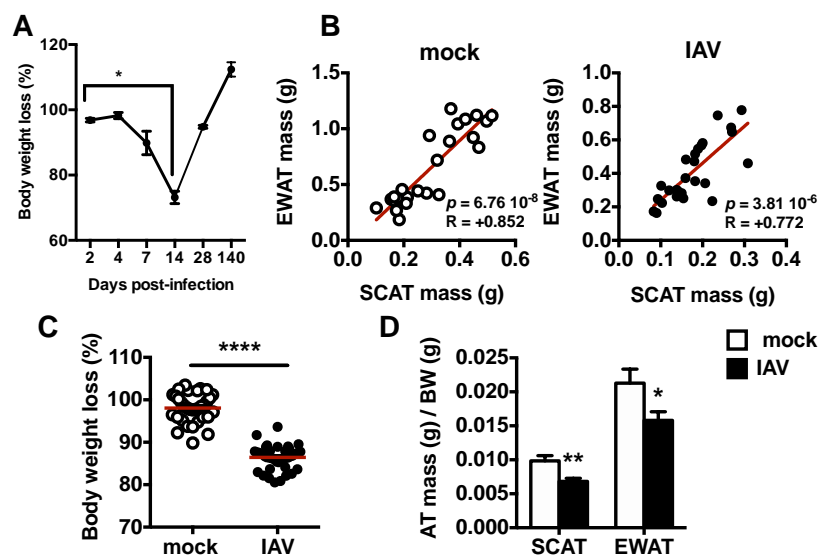 A
Body weight loss (%)
120
100
80
60
*
2 4 7 14 28 140
Days post-infection
B
mock
EWAT mass (g)
1.5
1.0
0.5
0.0
0.0 0.2 0.4 0.6
SCAT mass (g)
p = 6.76 10-8
R = +0.852
IAV
EWAT mass (g)
1.0
0.8
0.6
0.4
0.2
0.0
0.0 0.1 0.2 0.3 0.4
SCAT mass (g)
p = 3.81 10-6
R = +0.772
C
Body weight loss (%)
110
100
90
80
70
****
mock IAV
D
AT mass (g) / BW (g)
0.025
0.020
0.015
0.010
0.005
0.000
**
*
SCAT EWAT
mock
IAV